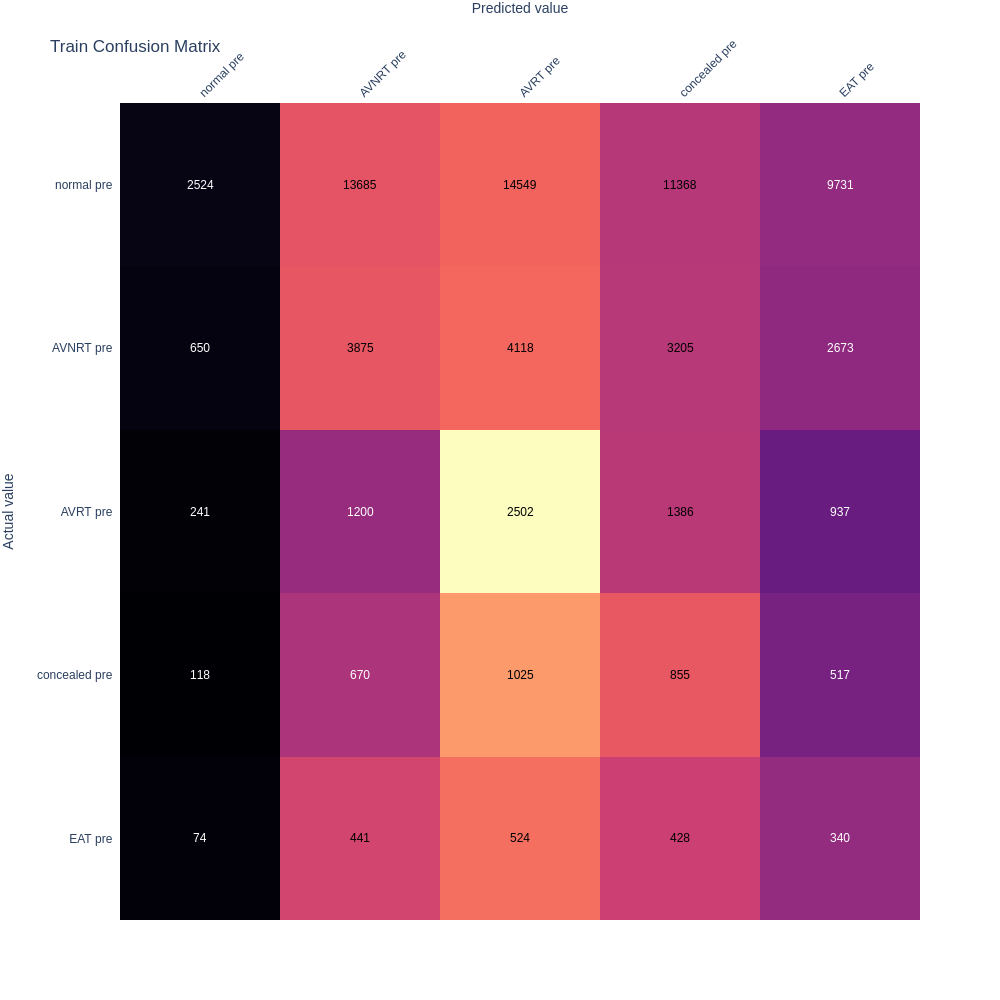 Predicted value
Train Confusion Matrix
normal pre AVNRT pre AVRT pre concealed pre EAT pre
normal pre 2524 13685 14549 11368 9731
AVNRT pre 650 3875 4118 3205 2673
AVRT pre 241 1200 2502 1386 937
concealed pre 118 670 1025 855 517
EAT pre 74 441 524 428 340
Actual value